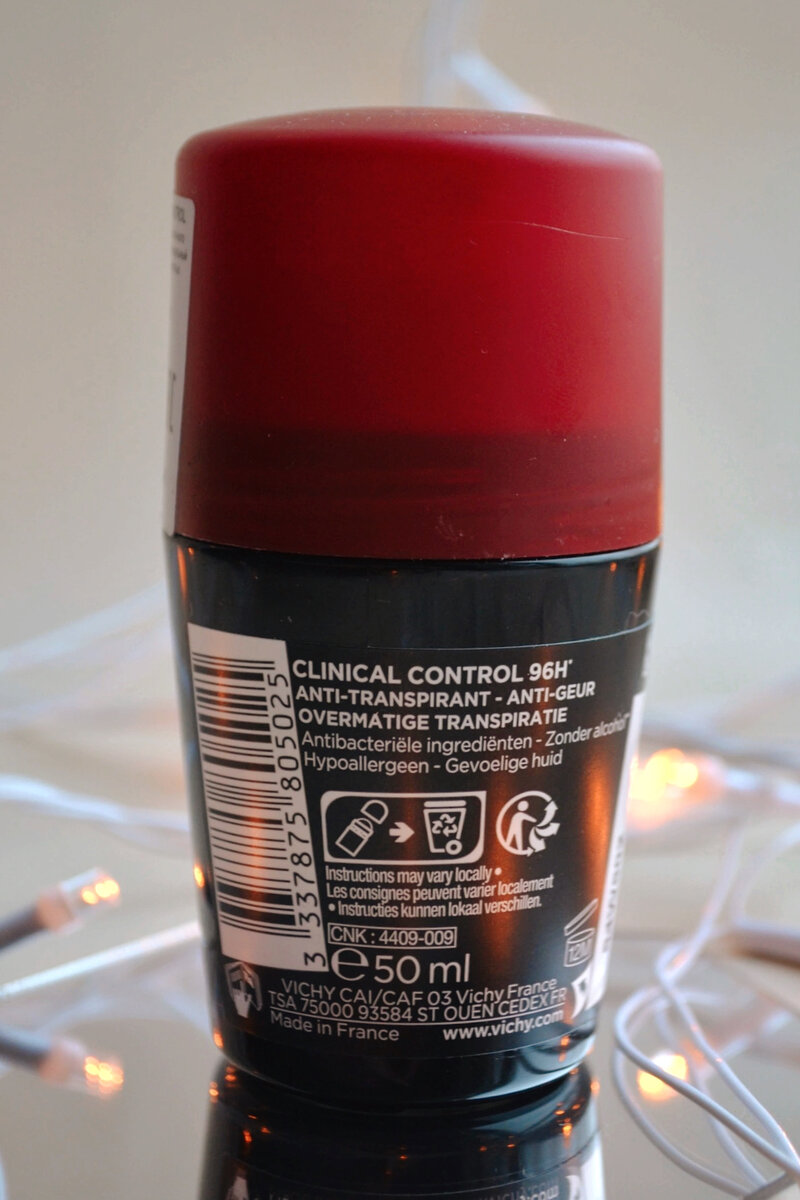 CLINICAL CONTROL 96H*
ANTI-TRANSPIRANT - ANTI-GEUR
OVERMATIGE TRANSPIRATIE
Antibacteriële ingrediënten - Zonder alcohol**
Hypoallergeen - Gevoelige huid
3 337875 805025
Instructions may vary locally •
Les consignes peuvent varier localement
• Instructies kunnen lokaal verschillen.
CNK : 4409-009
℮ 50 ml
12M
VICHY CAI/CAF 03 Vichy France
TSA 75000 93584 ST OUEN CEDEX FR
Made in France www.vichy.com